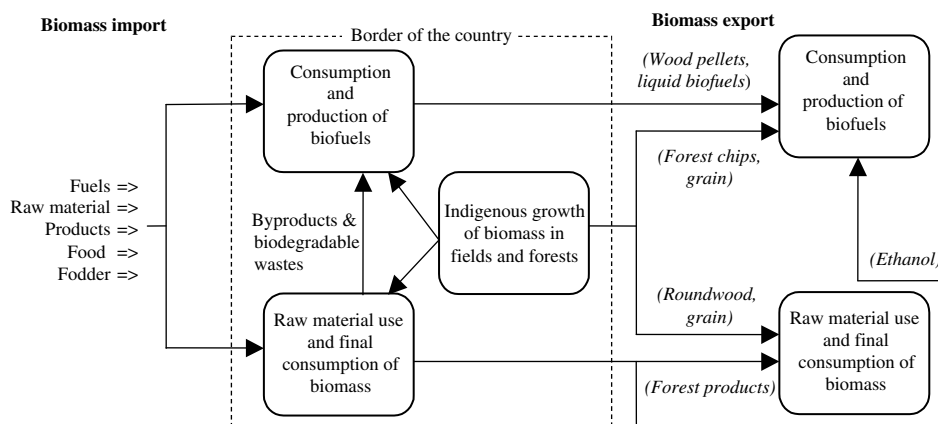 Biomass import
Biomass export
Border of the country
Consumption
and
production of
biofuels
(Wood pellets,
liquid biofuels)
Consumption
and
production of
biofuels
(Forest chips,
grain)
Fuels =>
Raw material =>
Products =>
Food =>
Fodder =>
Byproducts &
biodegradable
wastes
Indigenous growth
of biomass in
fields and forests
(Ethanol)
(Roundwood,
grain)
Raw material use
and final
consumption of
biomass
Raw material use
and final
consumption of
biomass
(Forest products)